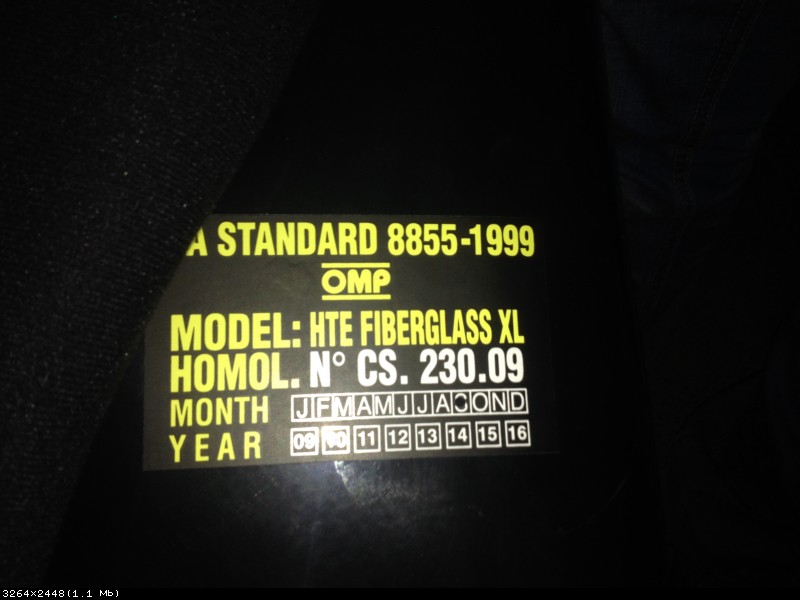 A STANDARD 8855-1999
OMP
MODEL: HTE FIBERGLASS XL
HOMOL. N° CS. 230.09
MONTH J F M A M J J A S O N D
YEAR 09 10 11 12 13 14 15 16
3264x2448(1.1 Mb)